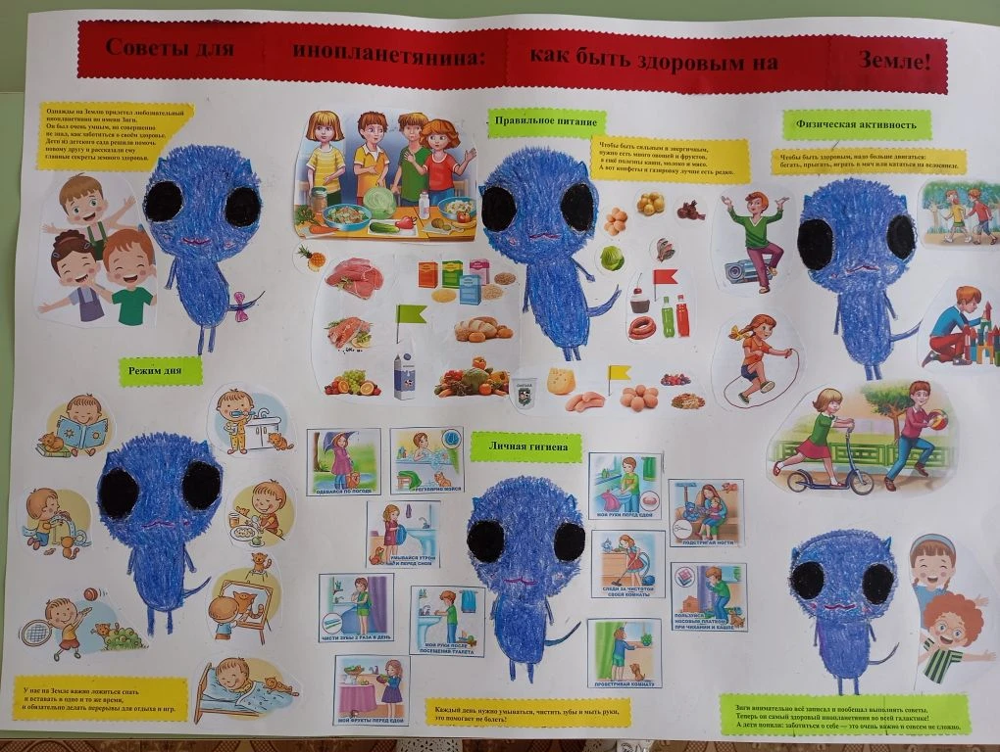 Советы для инопланетянина: как быть здоровым на Земле!
Однажды на Землю прилетел любознательный
инопланетянин по имени Зиги.
Он был очень умным, но совершенно
не знал, как заботиться о своём здоровье.
Дети из детского сада решили помочь
новому другу и рассказали ему
главные секреты земного здоровья.
Правильное питание
Чтобы быть сильным и энергичным,
нужно есть много овощей и фруктов,
а ещё полезны каши, молоко и мясо.
А вот конфеты и газировку лучше есть редко.
Физическая активность
Чтобы быть здоровым, надо больше двигаться:
бегать, прыгать, играть в мяч или кататься на велосипеде.
СМЕТАНА
Режим дня
У нас на Земле важно ложиться спать
и вставать в одно и то же время,
и обязательно делать перерывы для отдыха и игр.
Личная гигиена
ОДЕВАЙСЯ ПО ПОГОДЕ
РЕГУЛЯРНО МОЙСЯ
УМЫВАЙСЯ УТРОМ
И ПЕРЕД СНОМ
ЧИСТИ ЗУБЫ 2 РАЗА В ДЕНЬ
МОЙ РУКИ ПОСЛЕ
ПОСЕЩЕНИЯ ТУАЛЕТА
МОЙ ФРУКТЫ ПЕРЕД ЕДОЙ
МОЙ РУКИ ПЕРЕД ЕДОЙ
ПОДСТРИГАЙ НОГТИ
СЛЕДИ ЗА ЧИСТОТОЙ
СВОЕЙ КОМНАТЫ
ПОЛЬЗУЙСЯ
НОСОВЫМ ПЛАТКОМ
ПРИ ЧИХАНИИ И КАШЛЕ
ПРОВЕТРИВАЙ КОМНАТУ
Каждый день нужно умываться, чистить зубы и мыть руки,
это помогает не болеть!
Зиги внимательно всё записал и пообещал выполнять советы.
Теперь он самый здоровый инопланетянин во всей галактике!
А дети поняли: заботиться о себе — это очень важно и совсем не сложно.